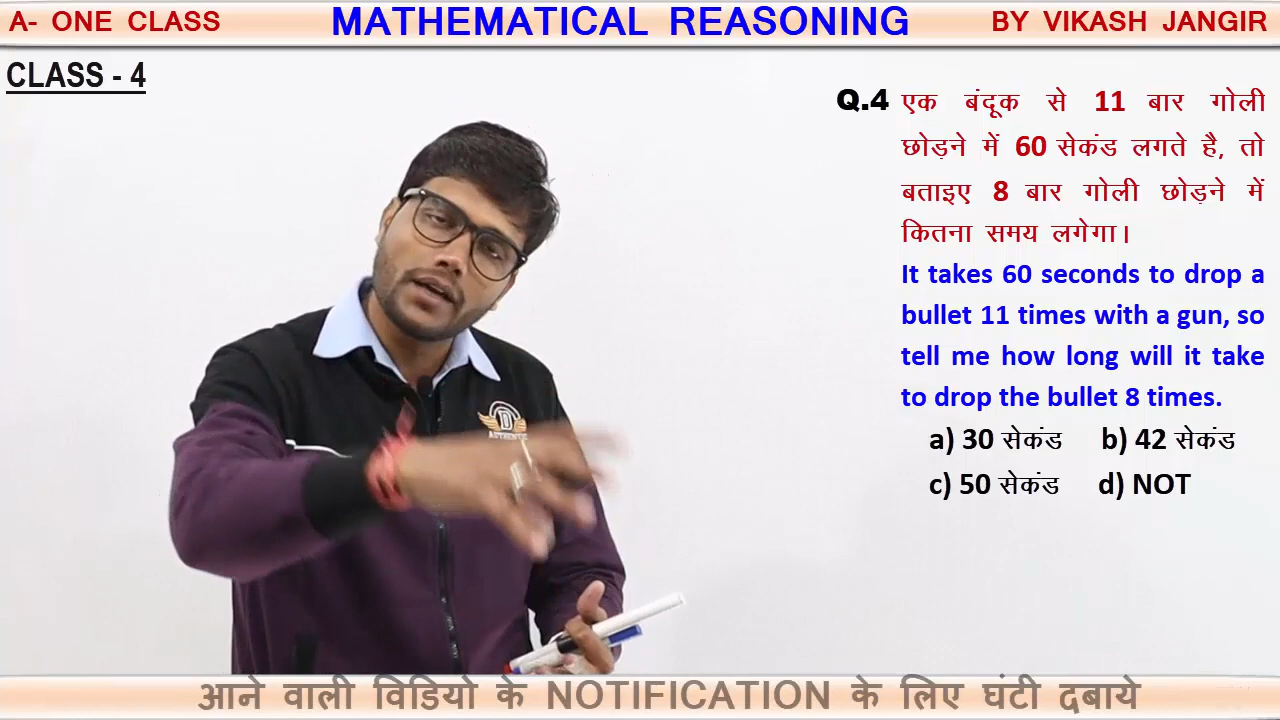 A- ONE CLASS MATHEMATICAL REASONING BY VIKASH JANGIR
CLASS - 4
Q.4 एक बंदूक से 11 बार गोली
छोड़ने में 60 सेकंड लगते है, तो
बताइए 8 बार गोली छोड़ने में
कितना समय लगेगा।
It takes 60 seconds to drop a
bullet 11 times with a gun, so
tell me how long will it take
to drop the bullet 8 times.
a) 30 सेकंड b) 42 सेकंड
c) 50 सेकंड d) NOT
D
AUTHENTIC
आने वाली विडियो के NOTIFICATION के लिए घंटी दबाये